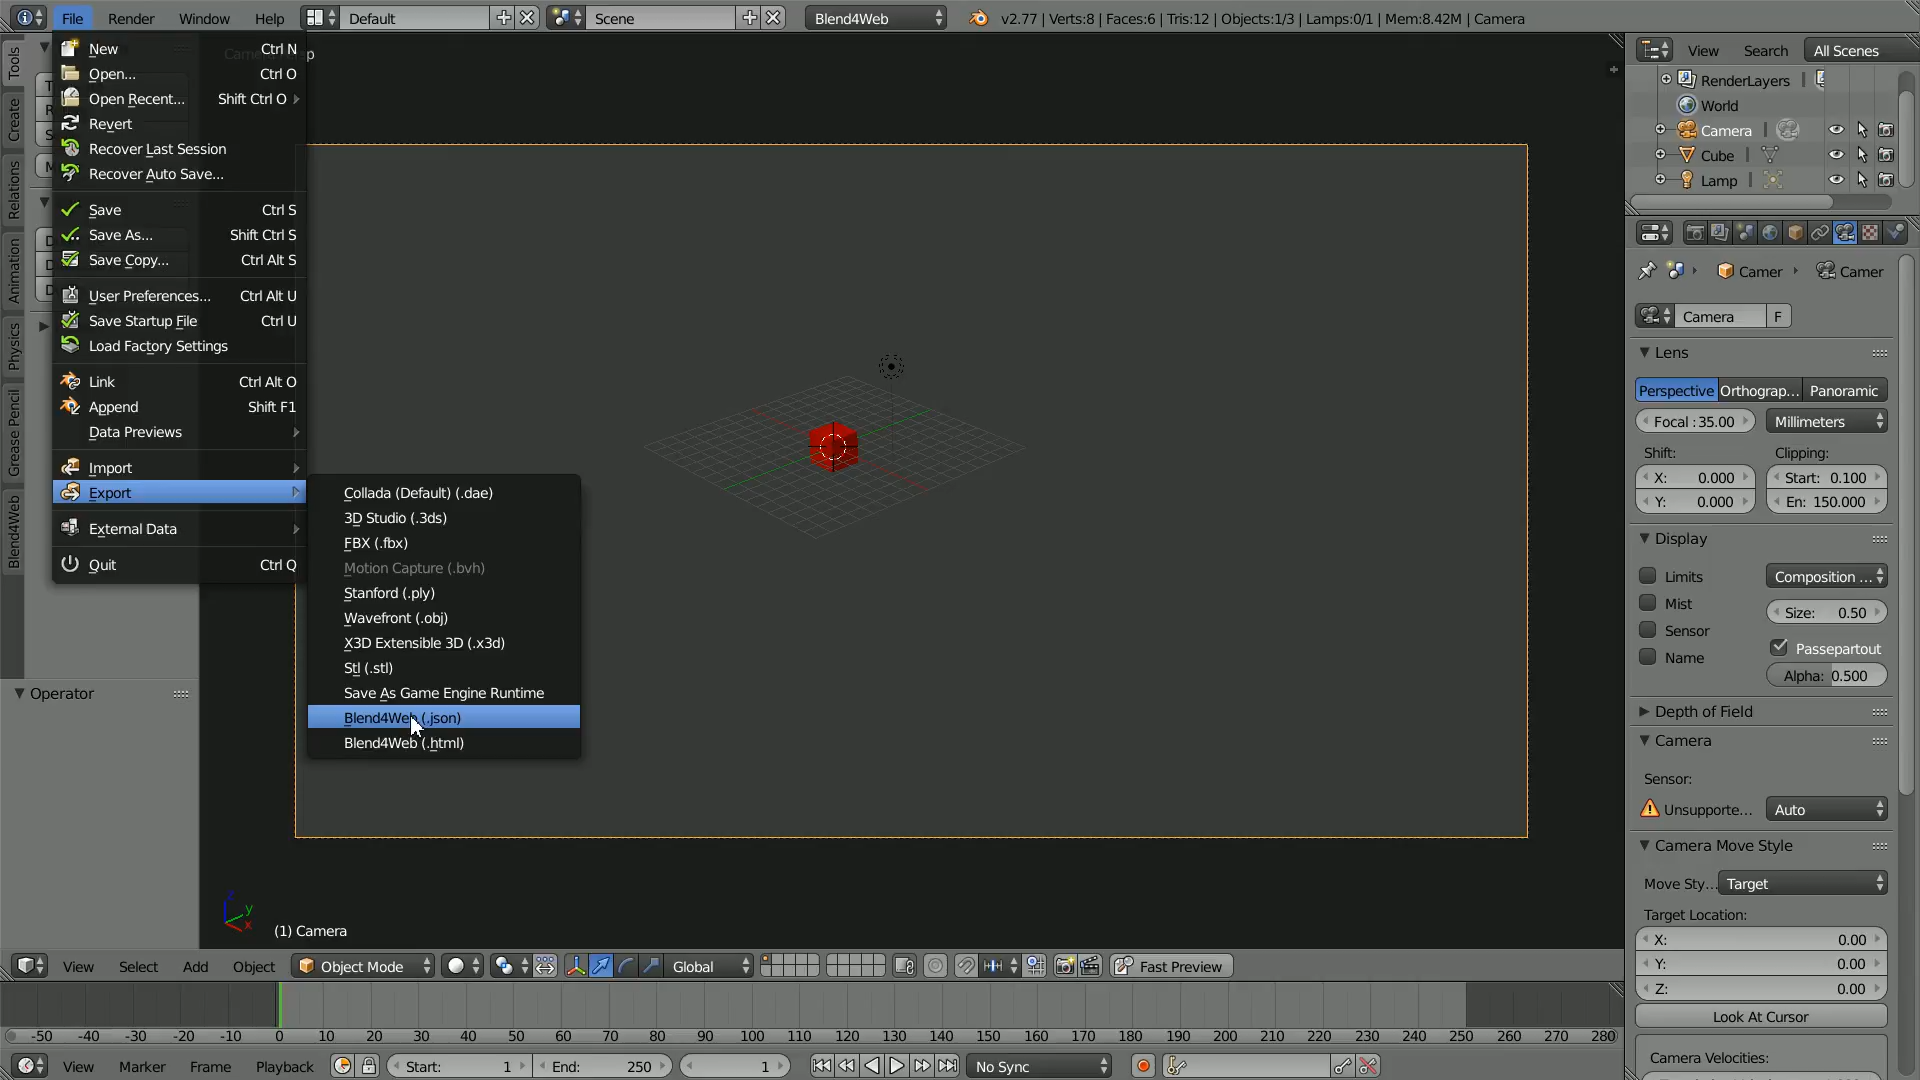 File Render Window Help Default Scene Blend4Web v2.77 | Verts:8 | Faces:6 | Tris:12 | Objects:1/3 | Lamps:0/1 | Mem:8.42M | Camera
New Ctrl N
Open... Ctrl O
Open Recent... Shift Ctrl O
Revert
Recover Last Session
Recover Auto Save...
Save Ctrl S
Save As... Shift Ctrl S
Save Copy... Ctrl Alt S
User Preferences... Ctrl Alt U
Save Startup File Ctrl U
Load Factory Settings
Link Ctrl Alt O
Append Shift F1
Data Previews
Import
Export
External Data
Quit Ctrl Q
Collada (Default) (.dae)
3D Studio (.3ds)
FBX (.fbx)
Motion Capture (.bvh)
Stanford (.ply)
Wavefront (.obj)
X3D Extensible 3D (.x3d)
Stl (.stl)
Save As Game Engine Runtime
Blend4Web (.json)
Blend4Web (.html)
Tools
Create
Relations
Animation
Physics
Grease Pencil
Blend4Web
Operator
z
y
x
(1) Camera
View Search All Scenes
RenderLayers
World
Camera
Cube
Lamp
Camer Camer
Camera F
Lens
Perspective Orthograp... Panoramic
Focal : 35.00 Millimeters
Shift: Clipping:
X: 0.000 Start: 0.100
Y: 0.000 En: 150.000
Display
Limits Composition ...
Mist Size: 0.50
Sensor
Passepartout
Name
Alpha: 0.500
Depth of Field
Camera
Sensor:
Unsupporte... Auto
Camera Move Style
Move Sty... Target
Target Location:
X: 0.00
Y: 0.00
Z: 0.00
Look At Cursor
Camera Velocities:
View Select Add Object Object Mode Global Fast Preview
-50 -40 -30 -20 -10 0 10 20 30 40 50 60 70 80 90 100 110 120 130 140 150 160 170 180 190 200 210 220 230 240 250 260 270 280
View Marker Frame Playback Start: 1 End: 250 1 No Sync